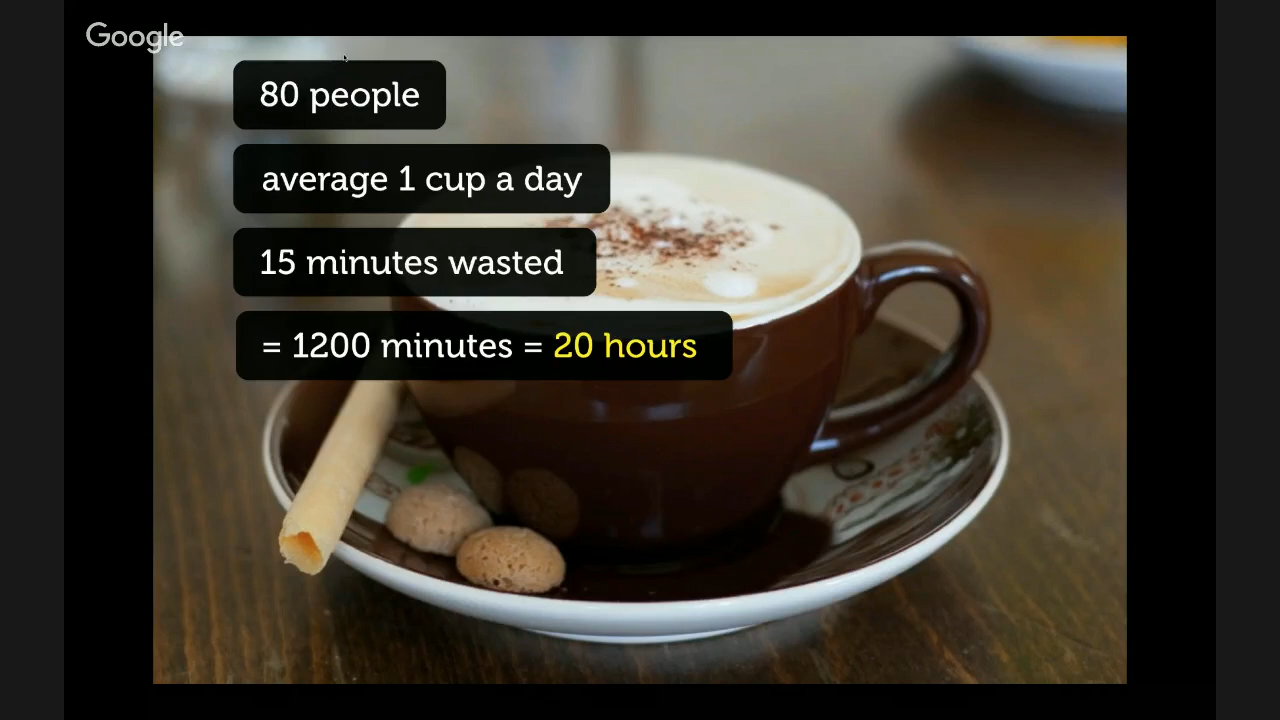 Google
80 people
average 1 cup a day
15 minutes wasted
= 1200 minutes = 20 hours